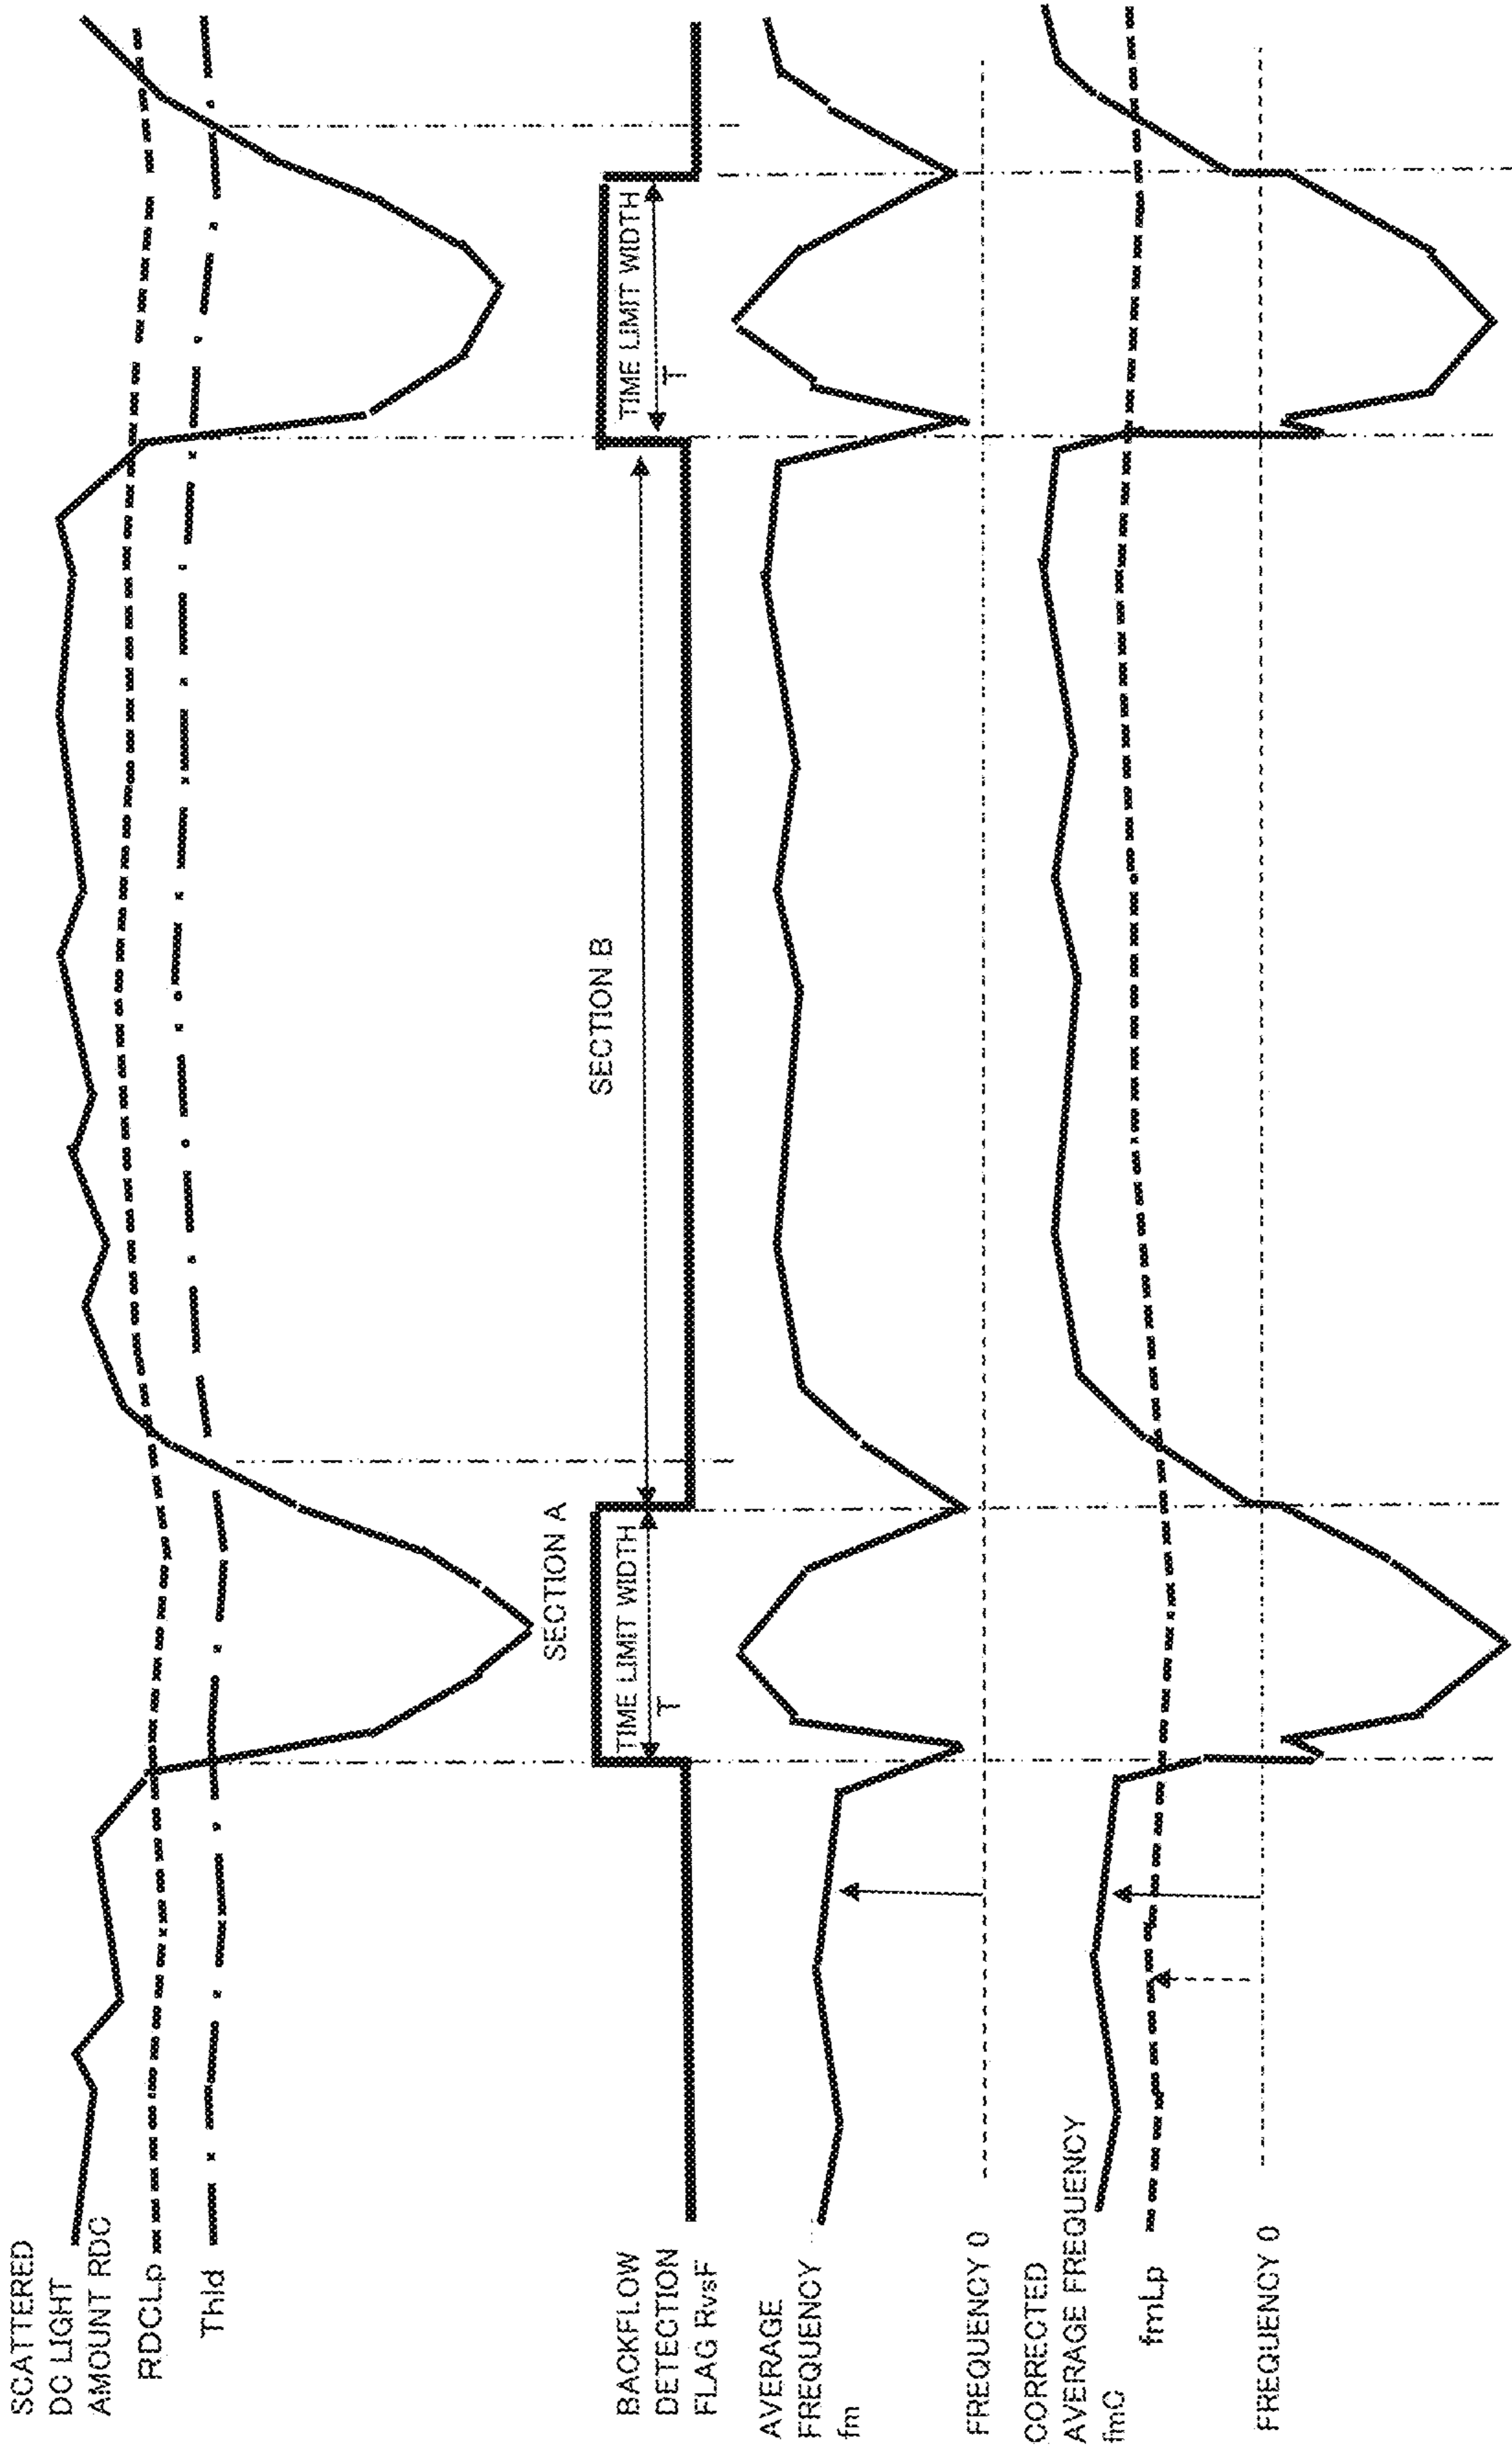 SCATTERED
DC LIGHT
AMOUNT RDC
RDCLp
Thld
SECTION A
SECTION B
BACKFLOW
DETECTION
FLAG RvsF
TIME LIMIT WIDTH
T
TIME LIMIT WIDTH
T
AVERAGE
FREQUENCY
fm
FREQUENCY 0
CORRECTED
AVERAGE FREQUENCY
fmC
fmLp
FREQUENCY 0